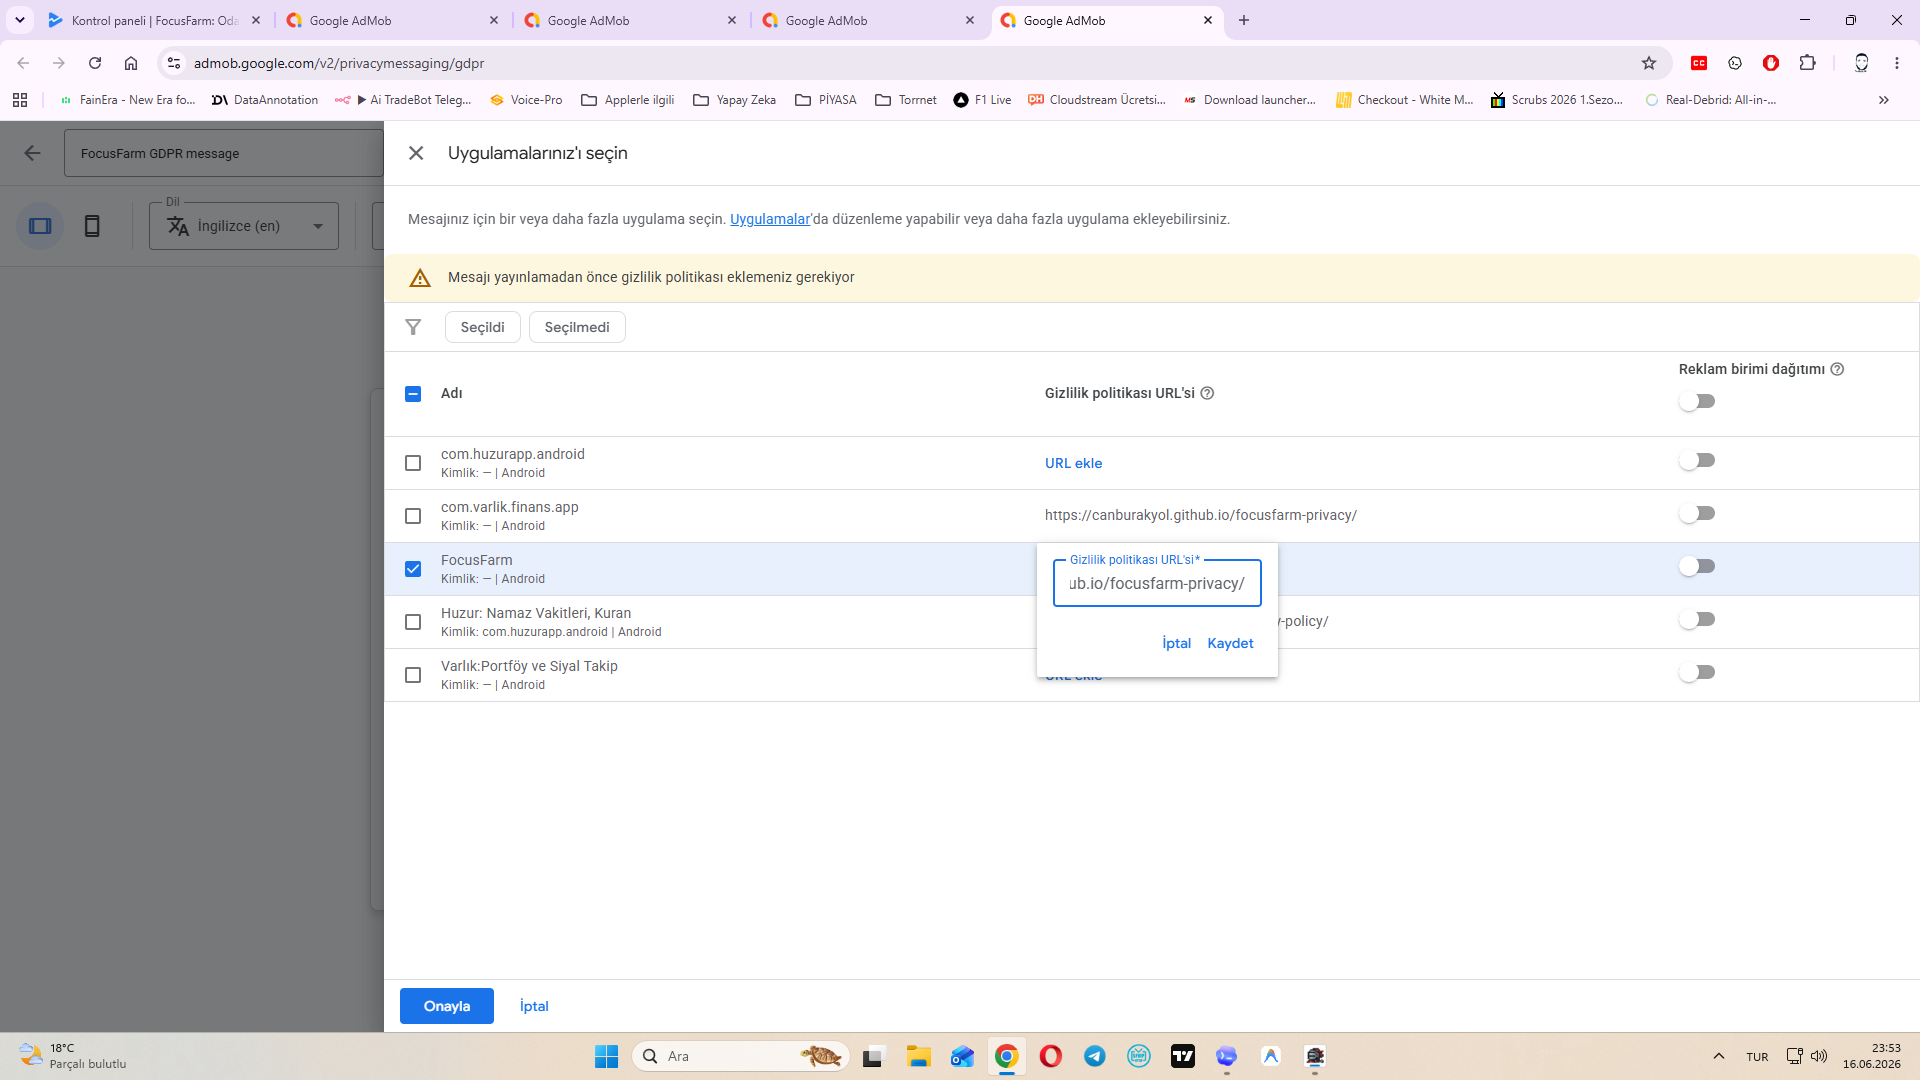 Kontrol paneli | FocusFarm: Oda
Google AdMob
Google AdMob
Google AdMob
Google AdMob
admob.google.com/v2/privacymessaging/gdpr
FainEra - New Era fo...
DataAnnotation
Ai TradeBot Teleg...
Voice-Pro
Applerle ilgili
Yapay Zeka
PİYASA
Torrnet
F1 Live
Cloudstream Ücretsi...
Download launcher...
Checkout - White M...
Scrubs 2026 1.Sezo...
Real-Debrid: All-in-...
FocusFarm GDPR message
Uygulamalarınız'ı seçin
Dil
İngilizce (en)
Mesajınız için bir veya daha fazla uygulama seçin. Uygulamalar'da düzenleme yapabilir veya daha fazla uygulama ekleyebilirsiniz.
Mesajı yayınlamadan önce gizlilik politikası eklemeniz gerekiyor
Seçildi
Seçilmedi
Adı
Gizlilik politikası URL'si
Reklam birimi dağıtımı
com.huzurapp.android
Kimlik: — | Android
URL ekle
com.varlik.finans.app
Kimlik: — | Android
https://canburakyol.github.io/focusfarm-privacy/
FocusFarm
Kimlik: — | Android
Gizlilik politikası URL'si*
ub.io/focusfarm-privacy/
İptal
Kaydet
Huzur: Namaz Vakitleri, Kuran
Kimlik: com.huzurapp.android | Android
y-policy/
Varlık:Portföy ve Siyal Takip
Kimlik: — | Android
URL ekle
Onayla
İptal
18°C
Parçalı bulutlu
Ara
TUR
23:53
16.06.2026